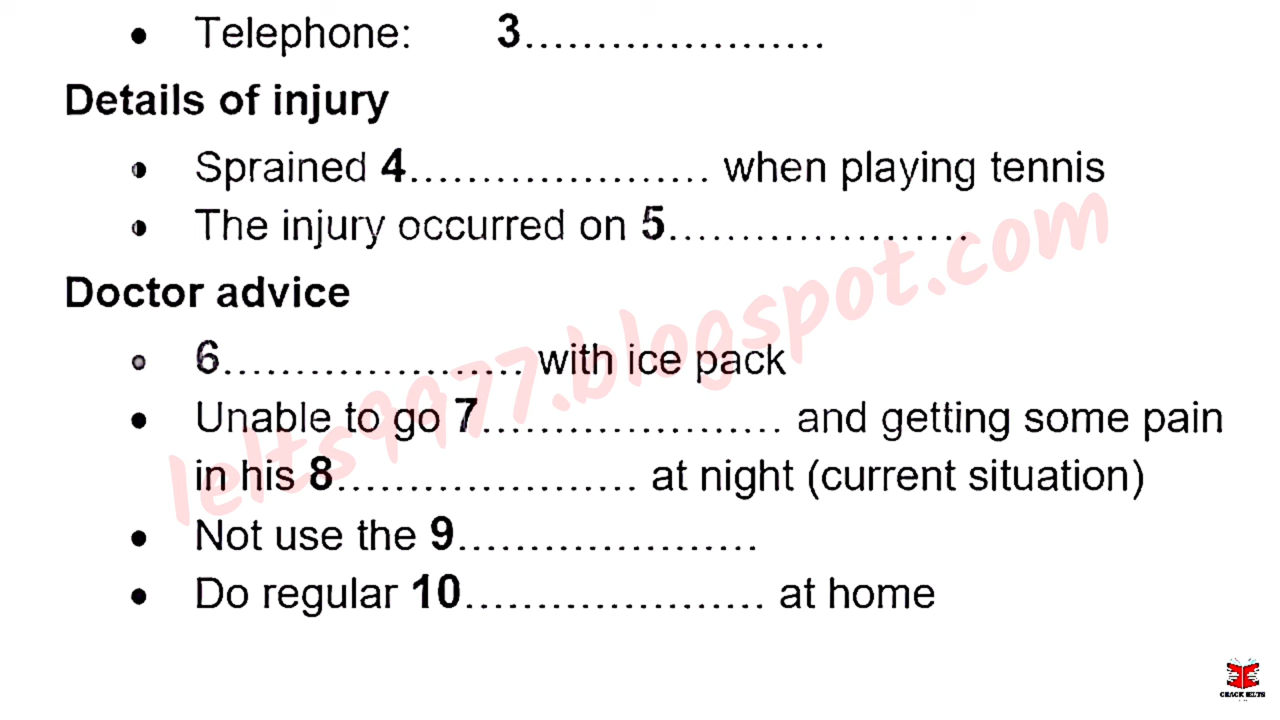 • Telephone: 3.....................
Details of injury
• Sprained 4..................... when playing tennis
• The injury occurred on 5.....................
Doctor advice
• 6..................... with ice pack
• Unable to go 7..................... and getting some pain
in his 8..................... at night (current situation)
• Not use the 9.....................
• Do regular 10..................... at home
Ielts9977.blogspot.com
CRACK IELTS